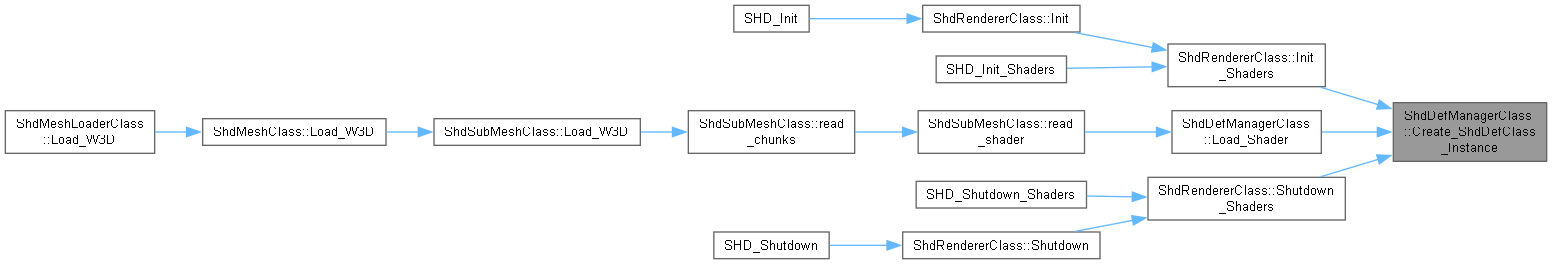 SHD_Init
ShdRendererClass::Init
ShdRendererClass::Init
_Shaders
SHD_Init_Shaders
ShdMeshLoaderClass
::Load_W3D
ShdMeshClass::Load_W3D
ShdSubMeshClass::Load_W3D
ShdSubMeshClass::read
_chunks
ShdSubMeshClass::read
_shader
ShdDefManagerClass
::Load_Shader
ShdDefManagerClass
::Create_ShdDefClass
_Instance
SHD_Shutdown_Shaders
ShdRendererClass::Shutdown
_Shaders
SHD_Shutdown
ShdRendererClass::Shutdown